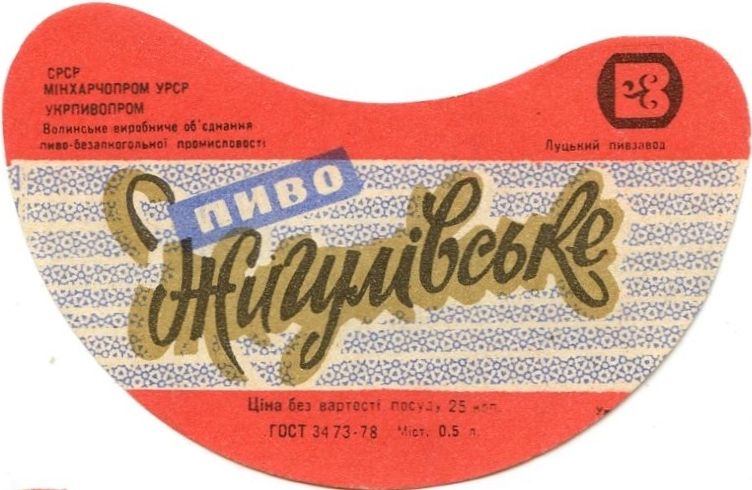 СРСР
МІНХАРЧОПРОМ УРСР
УКРПИВОПРОМ
Волинське виробниче об'єднання
пиво-безалкогольної промисловості
Луцький пивзавод
ПИВО
Жигулівське
Ціна без вартості посуду 25 коп.
ГОСТ 3473-78 Міст. 0.5 л.